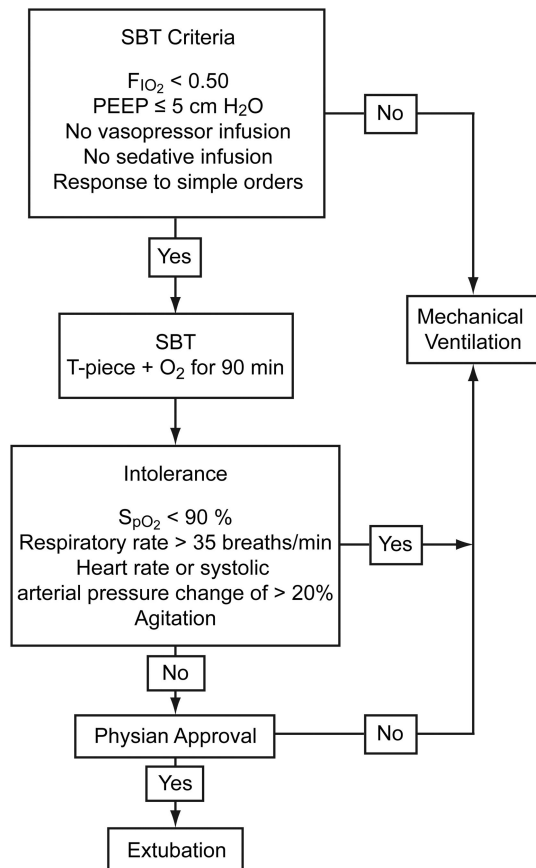 SBT Criteria
FIO2 < 0.50
PEEP ≤ 5 cm H2O
No vasopressor infusion
No sedative infusion
Response to simple orders
No
Yes
Mechanical
Ventilation
SBT
T-piece + O2 for 90 min
Intolerance
SpO2 < 90 %
Respiratory rate > 35 breaths/min
Heart rate or systolic
arterial pressure change of > 20%
Agitation
Yes
No
Physian Approval
No
Yes
Extubation